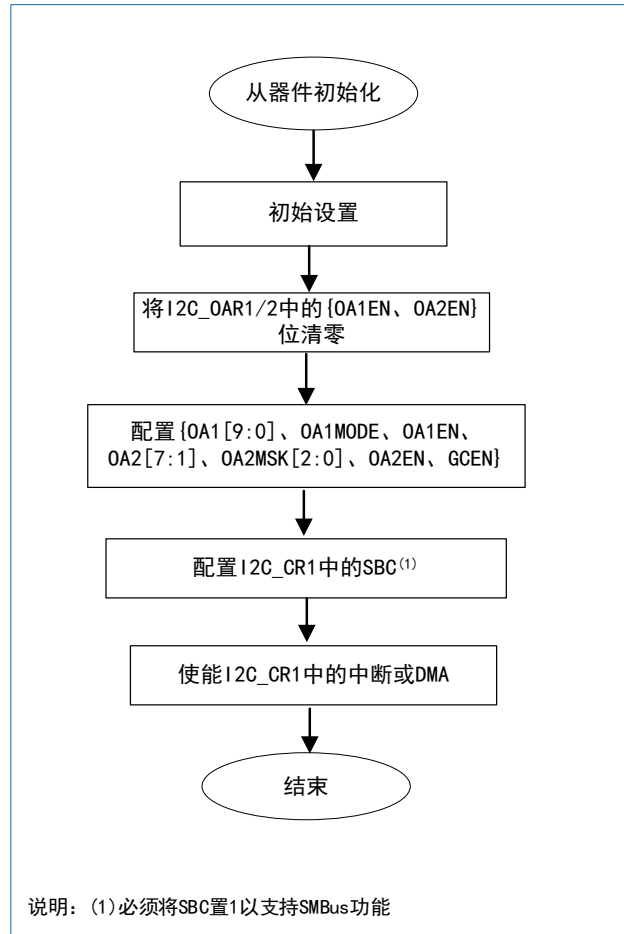 从器件初始化
初始设置
将I2C_OAR1/2中的{OA1EN、OA2EN}
位清零
配置{OA1[9:0]、OA1MODE、OA1EN、
OA2[7:1]、OA2MSK[2:0]、OA2EN、GCEN}
配置I2C_CR1中的SBC⁽¹⁾
使能I2C_CR1中的中断或DMA
结束
说明：(1)必须将SBC置1以支持SMBus功能